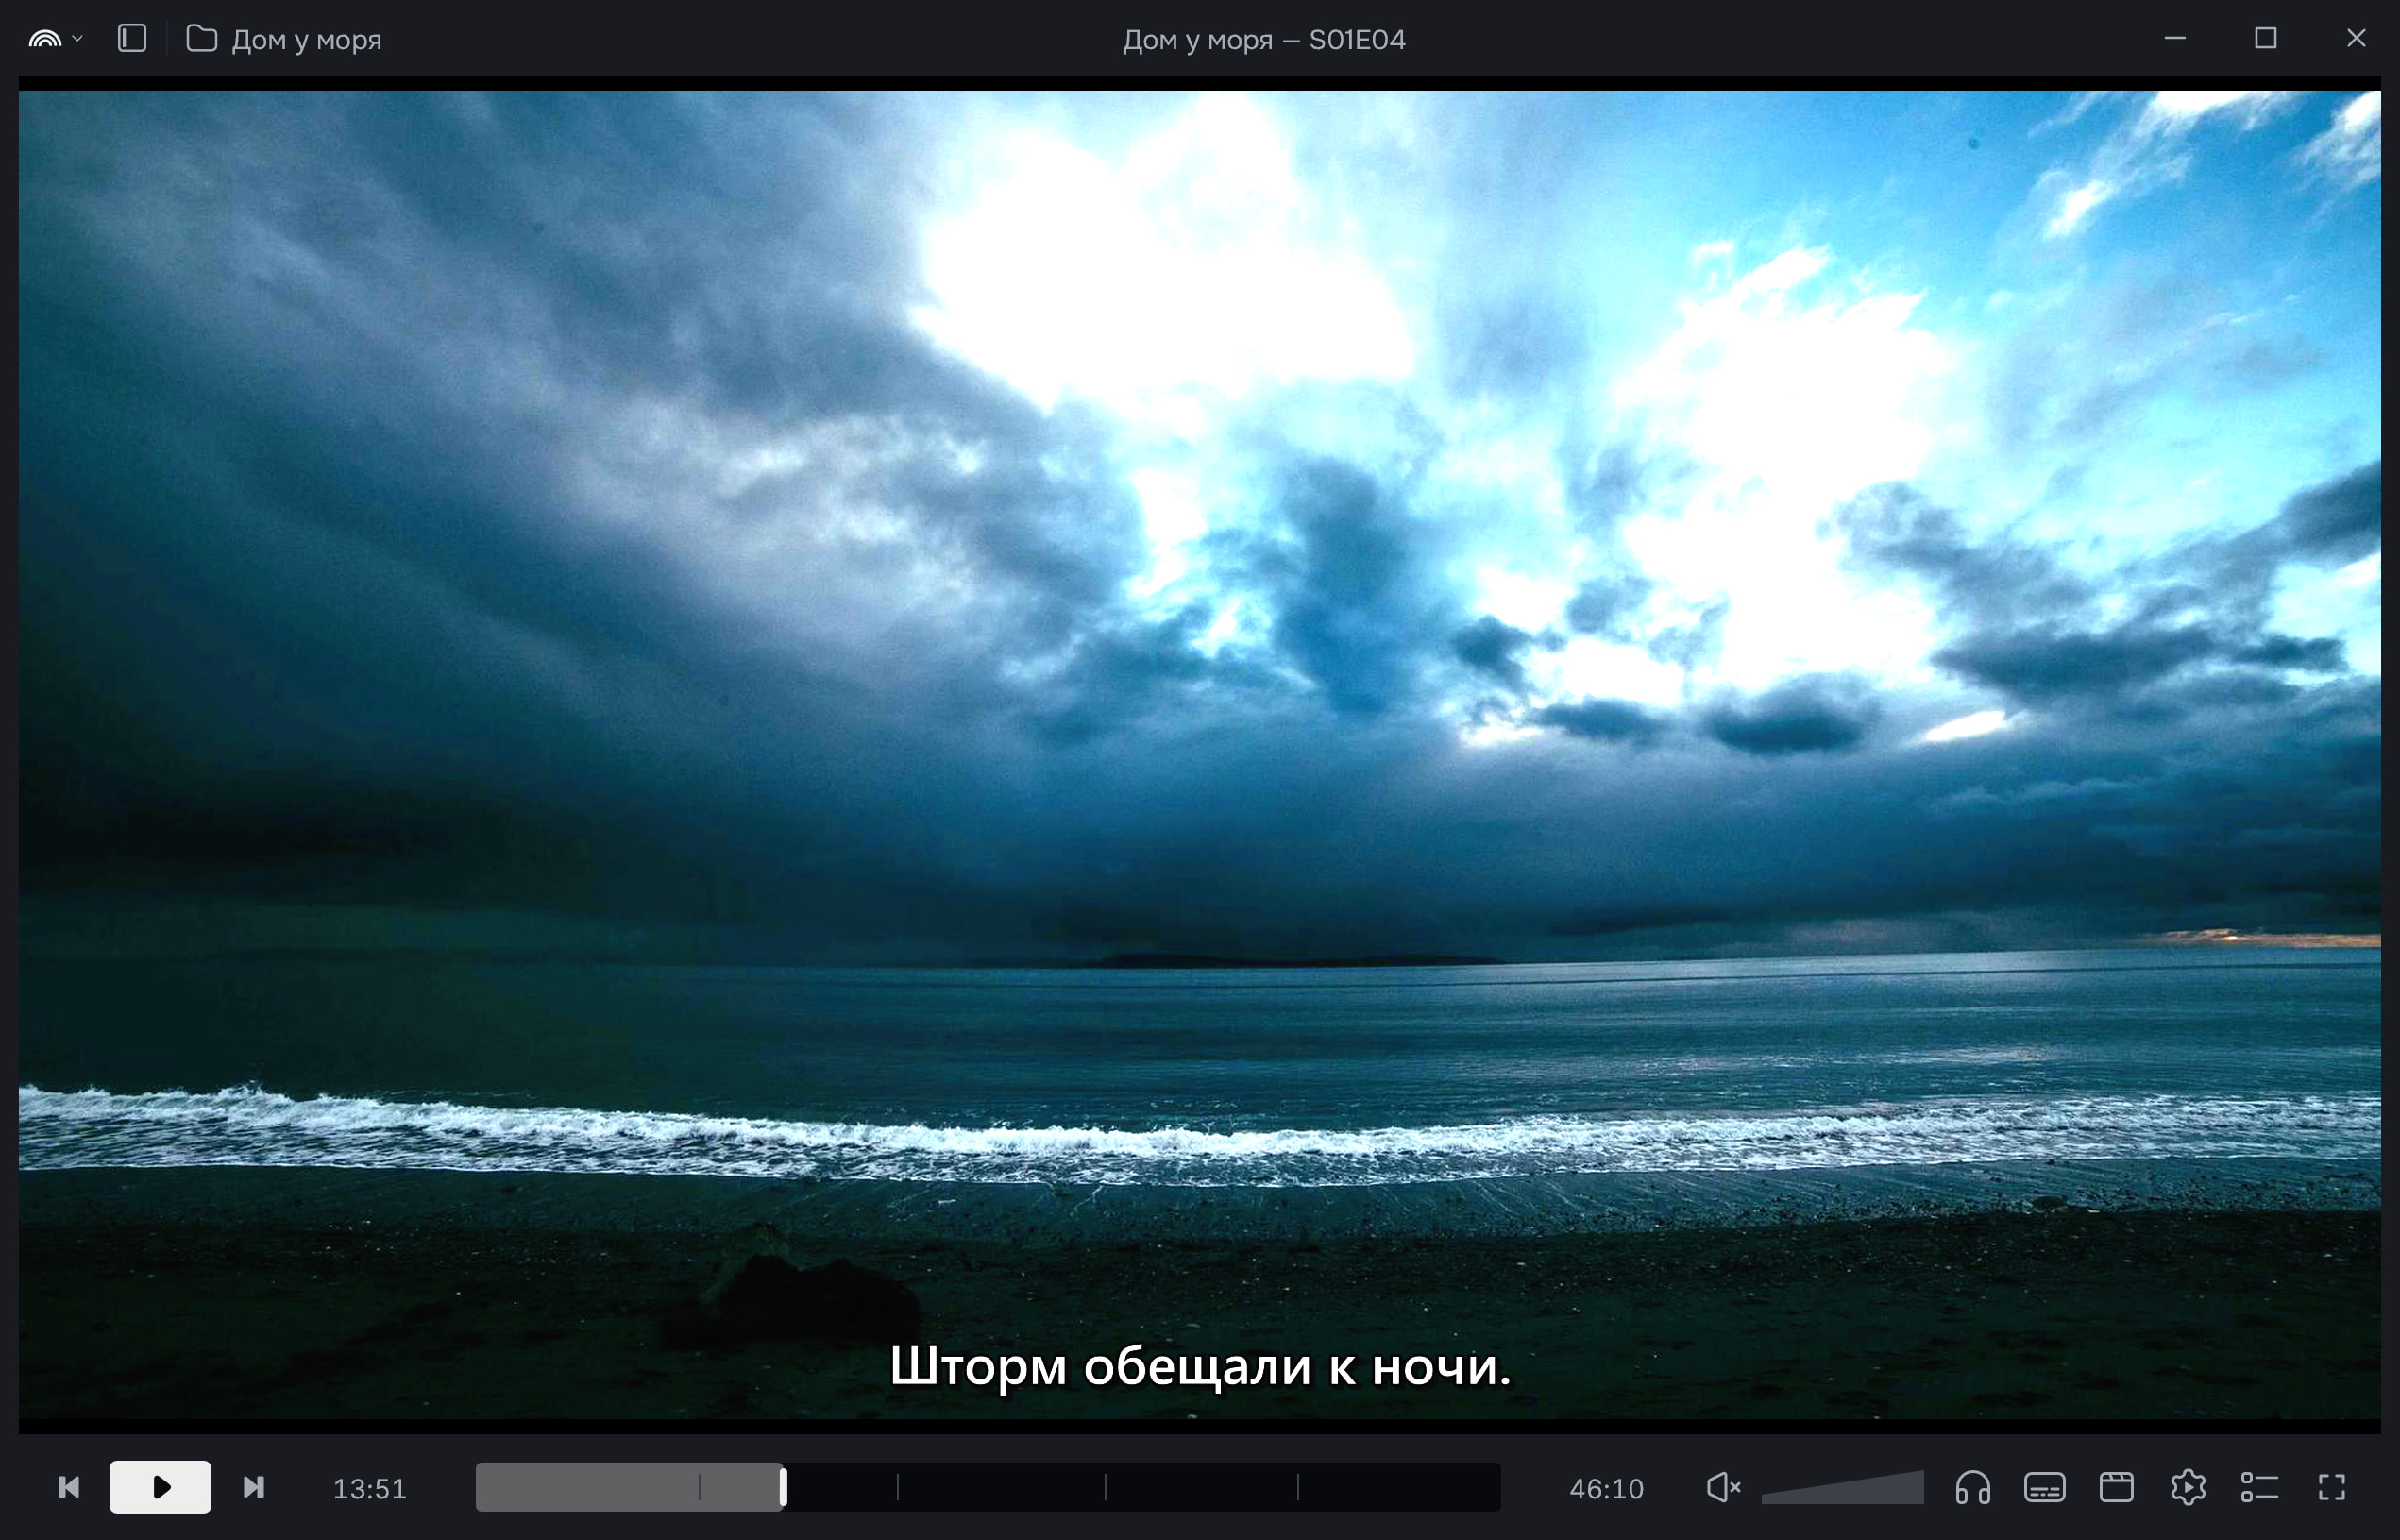 Дом у моря
Дом у моря – S01E04
Шторм обещали к ночи.
13:51
46:10